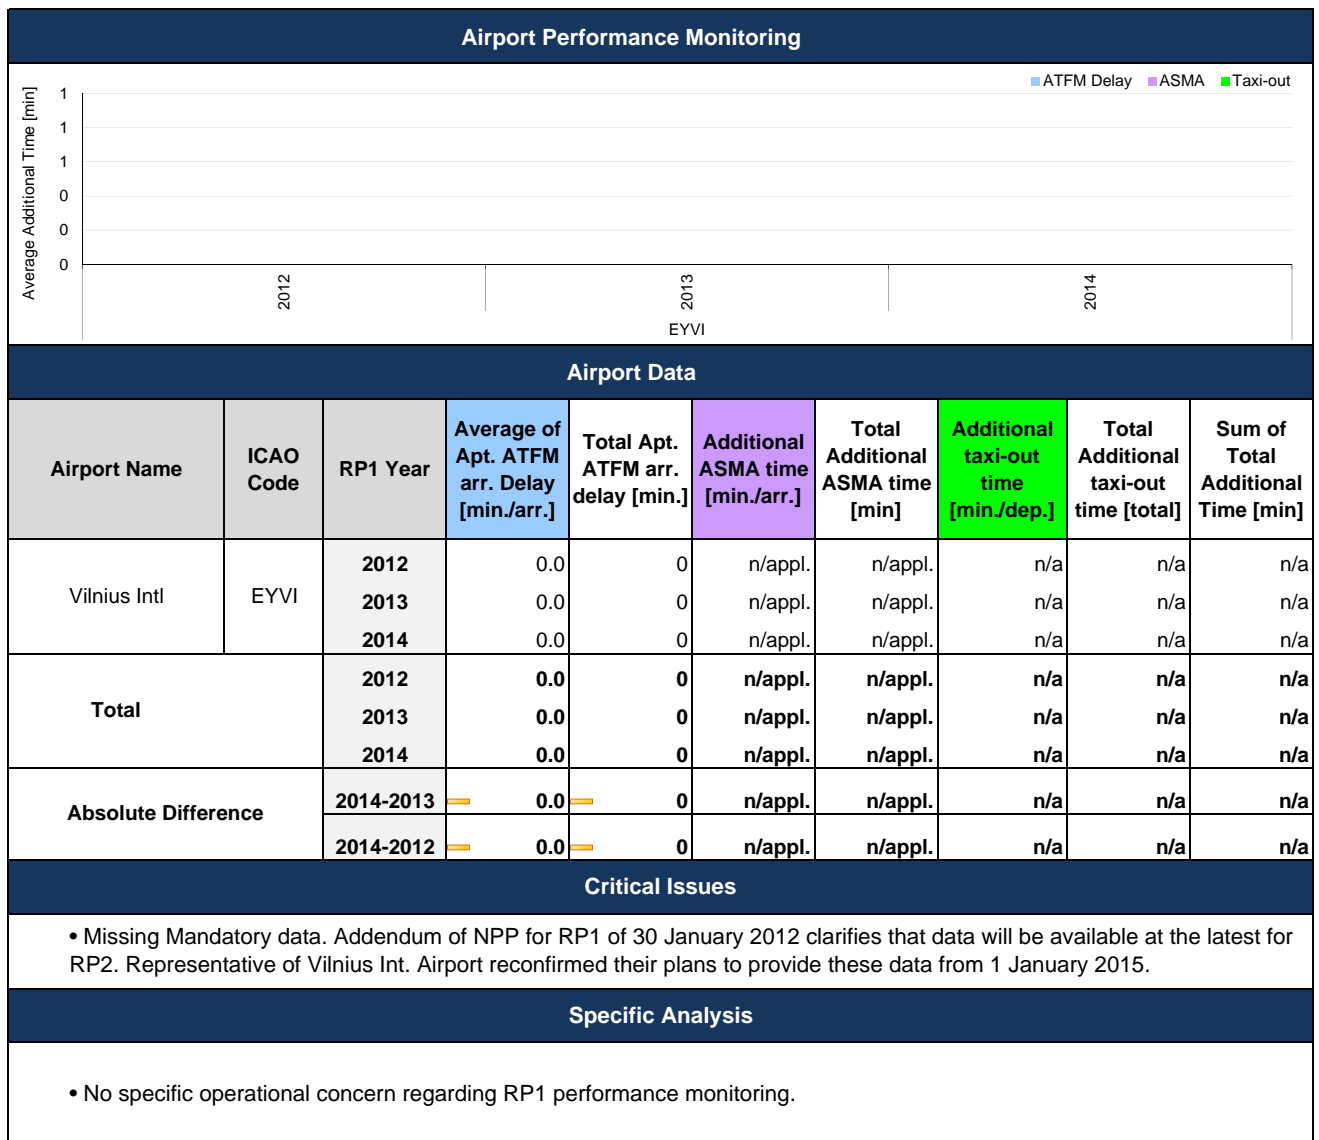 Airport Performance Monitoring
ATFM Delay ASMA Taxi-out
Average Additional Time [min]
1
1
1
0
0
0
2012 2013 2014
EYVI
Airport Data
Airport Name ICAO Code RP1 Year Average of Apt. ATFM arr. Delay [min./arr.] Total Apt. ATFM arr. delay [min.] Additional ASMA time [min./arr.] Total Additional ASMA time [min] Additional taxi-out time [min./dep.] Total Additional taxi-out time [total] Sum of Total Additional Time [min]
Vilnius Intl EYVI
2012 0.0 0 n/appl. n/appl. n/a n/a n/a
2013 0.0 0 n/appl. n/appl. n/a n/a n/a
2014 0.0 0 n/appl. n/appl. n/a n/a n/a
Total
2012 0.0 0 n/appl. n/appl. n/a n/a n/a
2013 0.0 0 n/appl. n/appl. n/a n/a n/a
2014 0.0 0 n/appl. n/appl. n/a n/a n/a
Absolute Difference
2014-2013 0.0 0 n/appl. n/appl. n/a n/a n/a
2014-2012 0.0 0 n/appl. n/appl. n/a n/a n/a
Critical Issues
• Missing Mandatory data. Addendum of NPP for RP1 of 30 January 2012 clarifies that data will be available at the latest for
RP2. Representative of Vilnius Int. Airport reconfirmed their plans to provide these data from 1 January 2015.
Specific Analysis
• No specific operational concern regarding RP1 performance monitoring.